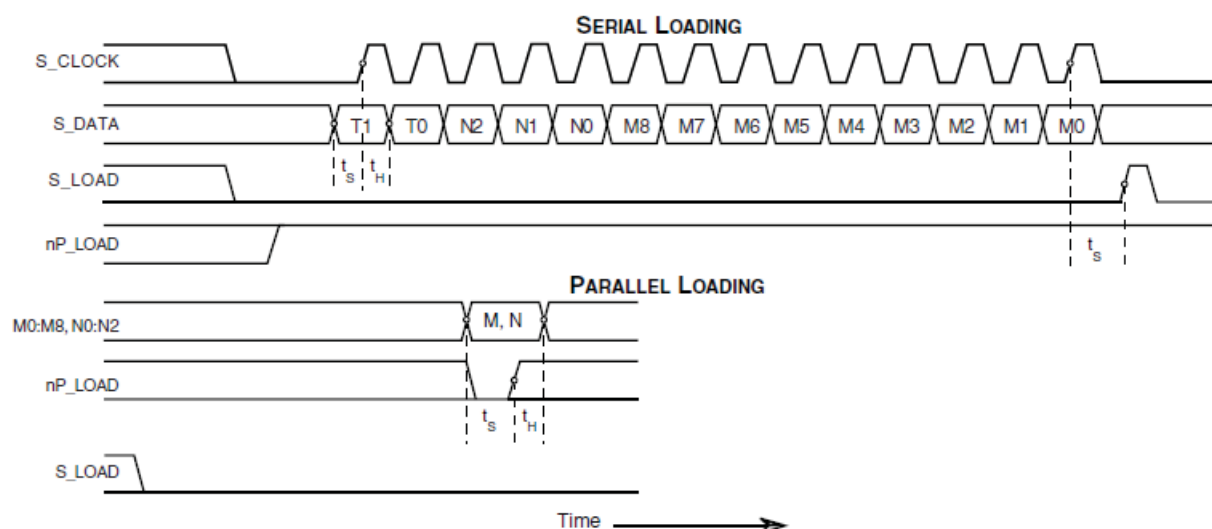 SERIAL LOADING
S_CLOCK
S_DATA
T1 T0 N2 N1 N0 M8 M7 M6 M5 M4 M3 M2 M1 M0
tS tH
S_LOAD
nP_LOAD
tS
PARALLEL LOADING
M0:M8, N0:N2
M, N
nP_LOAD
tS tH
S_LOAD
Time